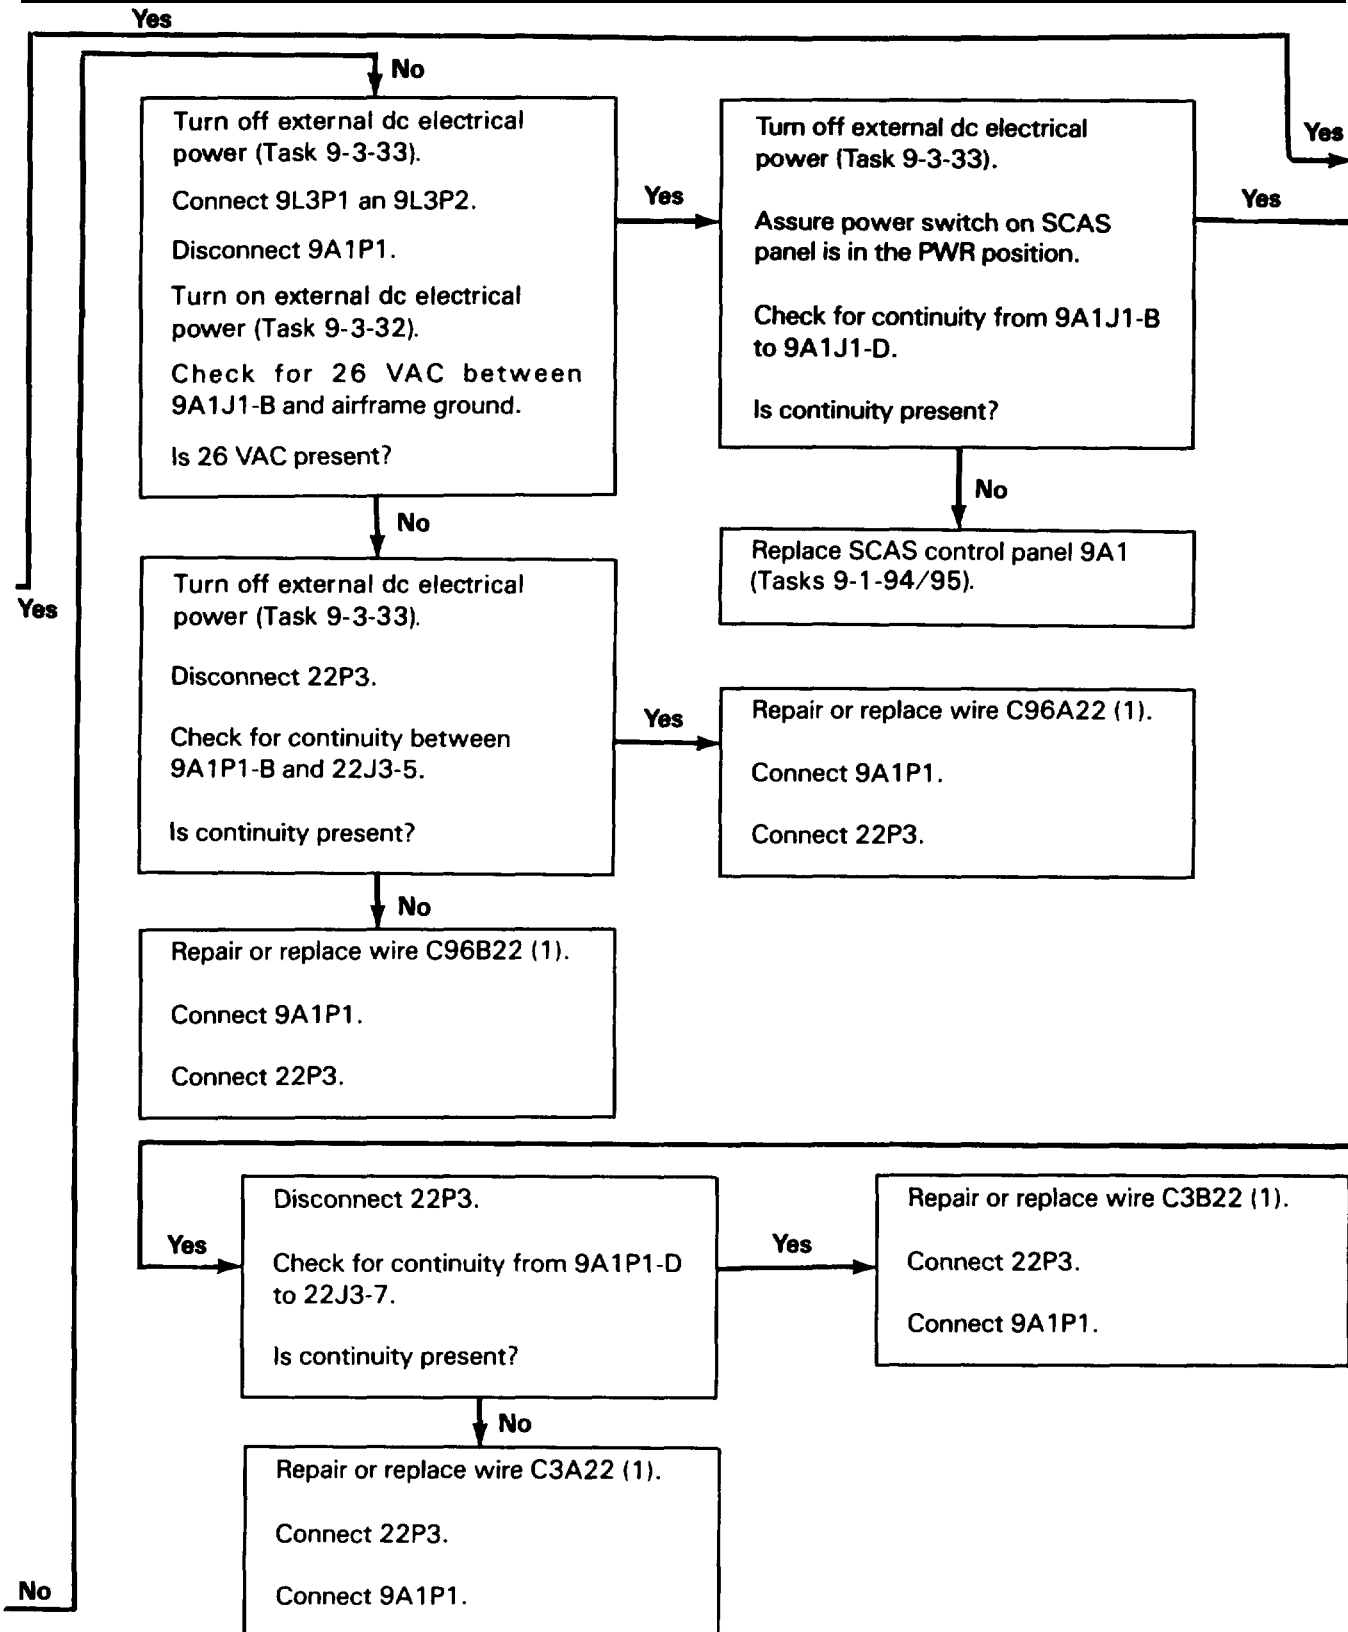 Yes
No
Turn off external dc electrical
power (Task 9-3-33).
Connect 9L3P1 an 9L3P2.
Disconnect 9A1P1.
Turn on external dc electrical
power (Task 9-3-32).
Check for 26 VAC between
9A1J1-B and airframe ground.
Is 26 VAC present?
Yes
Turn off external dc electrical
power (Task 9-3-33).
Assure power switch on SCAS
panel is in the PWR position.
Check for continuity from 9A1J1-B
to 9A1J1-D.
Is continuity present?
Yes
Yes
No
No
Replace SCAS control panel 9A1
(Tasks 9-1-94/95).
Yes
Turn off external dc electrical
power (Task 9-3-33).
Disconnect 22P3.
Check for continuity between
9A1P1-B and 22J3-5.
Is continuity present?
Yes
Repair or replace wire C96A22 (1).
Connect 9A1P1.
Connect 22P3.
No
Repair or replace wire C96B22 (1).
Connect 9A1P1.
Connect 22P3.
Yes
Disconnect 22P3.
Check for continuity from 9A1P1-D
to 22J3-7.
Is continuity present?
Yes
Repair or replace wire C3B22 (1).
Connect 22P3.
Connect 9A1P1.
No
Repair or replace wire C3A22 (1).
Connect 22P3.
Connect 9A1P1.
No